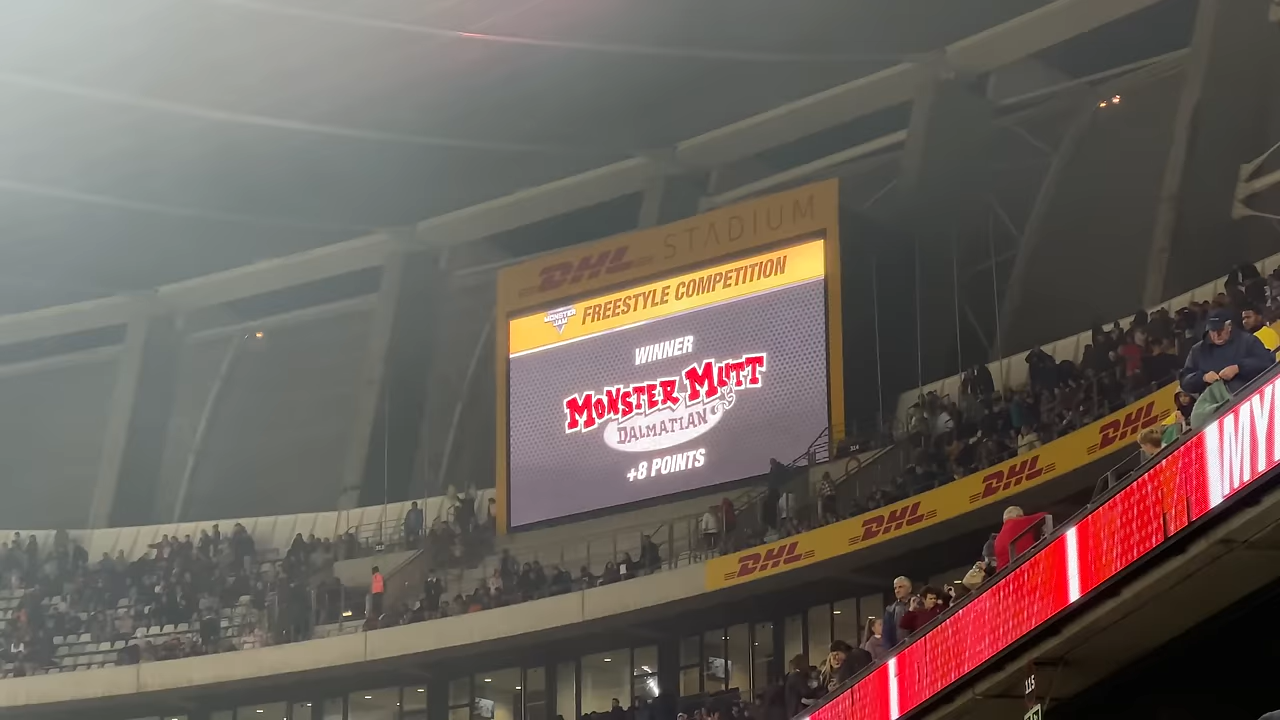 DHL STADIUM
MONSTER JAM
FREESTYLE COMPETITION
WINNER
MONSTER MUTT
DALMATIAN
+8 POINTS
DHL
DHL
DHL
DHL
MY
115